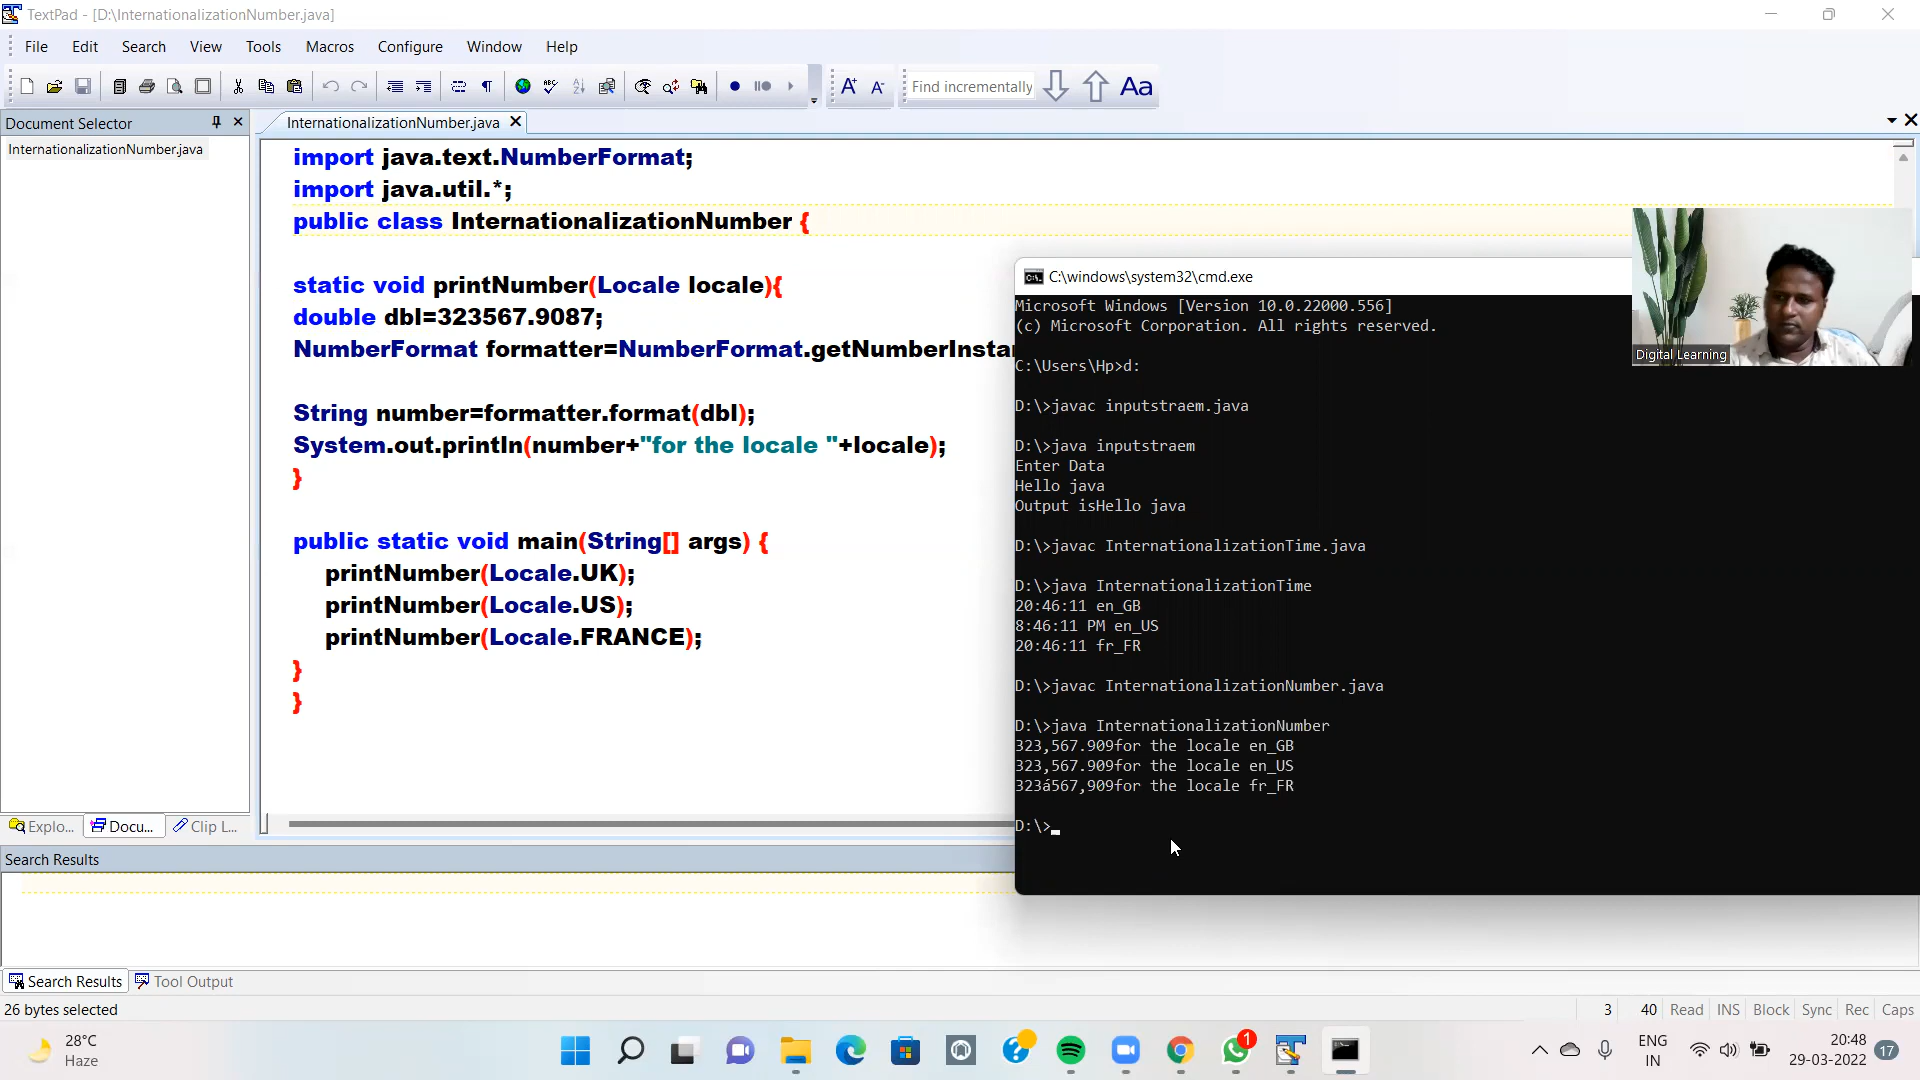 TextPad - [D:\InternationalizationNumber.java]
File Edit Search View Tools Macros Configure Window Help
Find incrementally
Document Selector
InternationalizationNumber.java
InternationalizationNumber.java
import java.text.NumberFormat;
import java.util.*;
public class InternationalizationNumber {
static void printNumber(Locale locale){
double dbl=323567.9087;
NumberFormat formatter=NumberFormat.getNumberInsta
String number=formatter.format(dbl);
System.out.println(number+"for the locale "+locale);
}
public static void main(String[] args) {
printNumber(Locale.UK);
printNumber(Locale.US);
printNumber(Locale.FRANCE);
}
}
C:\windows\system32\cmd.exe
Microsoft Windows [Version 10.0.22000.556]
(c) Microsoft Corporation. All rights reserved.
C:\Users\Hp>d:
D:\>javac inputstraem.java
D:\>java inputstraem
Enter Data
Hello java
Output isHello java
D:\>javac InternationalizationTime.java
D:\>java InternationalizationTime
20:46:11 en_GB
8:46:11 PM en_US
20:46:11 fr_FR
D:\>javac InternationalizationNumber.java
D:\>java InternationalizationNumber
323,567.909for the locale en_GB
323,567.909for the locale en_US
323á567,909for the locale fr_FR
D:\>
Digital Learning
Explo... Docu... Clip L...
Search Results
Search Results Tool Output
26 bytes selected
3 40 Read INS Block Sync Rec Caps
28°C
Haze
1
ENG
IN
20:48
29-03-2022
17